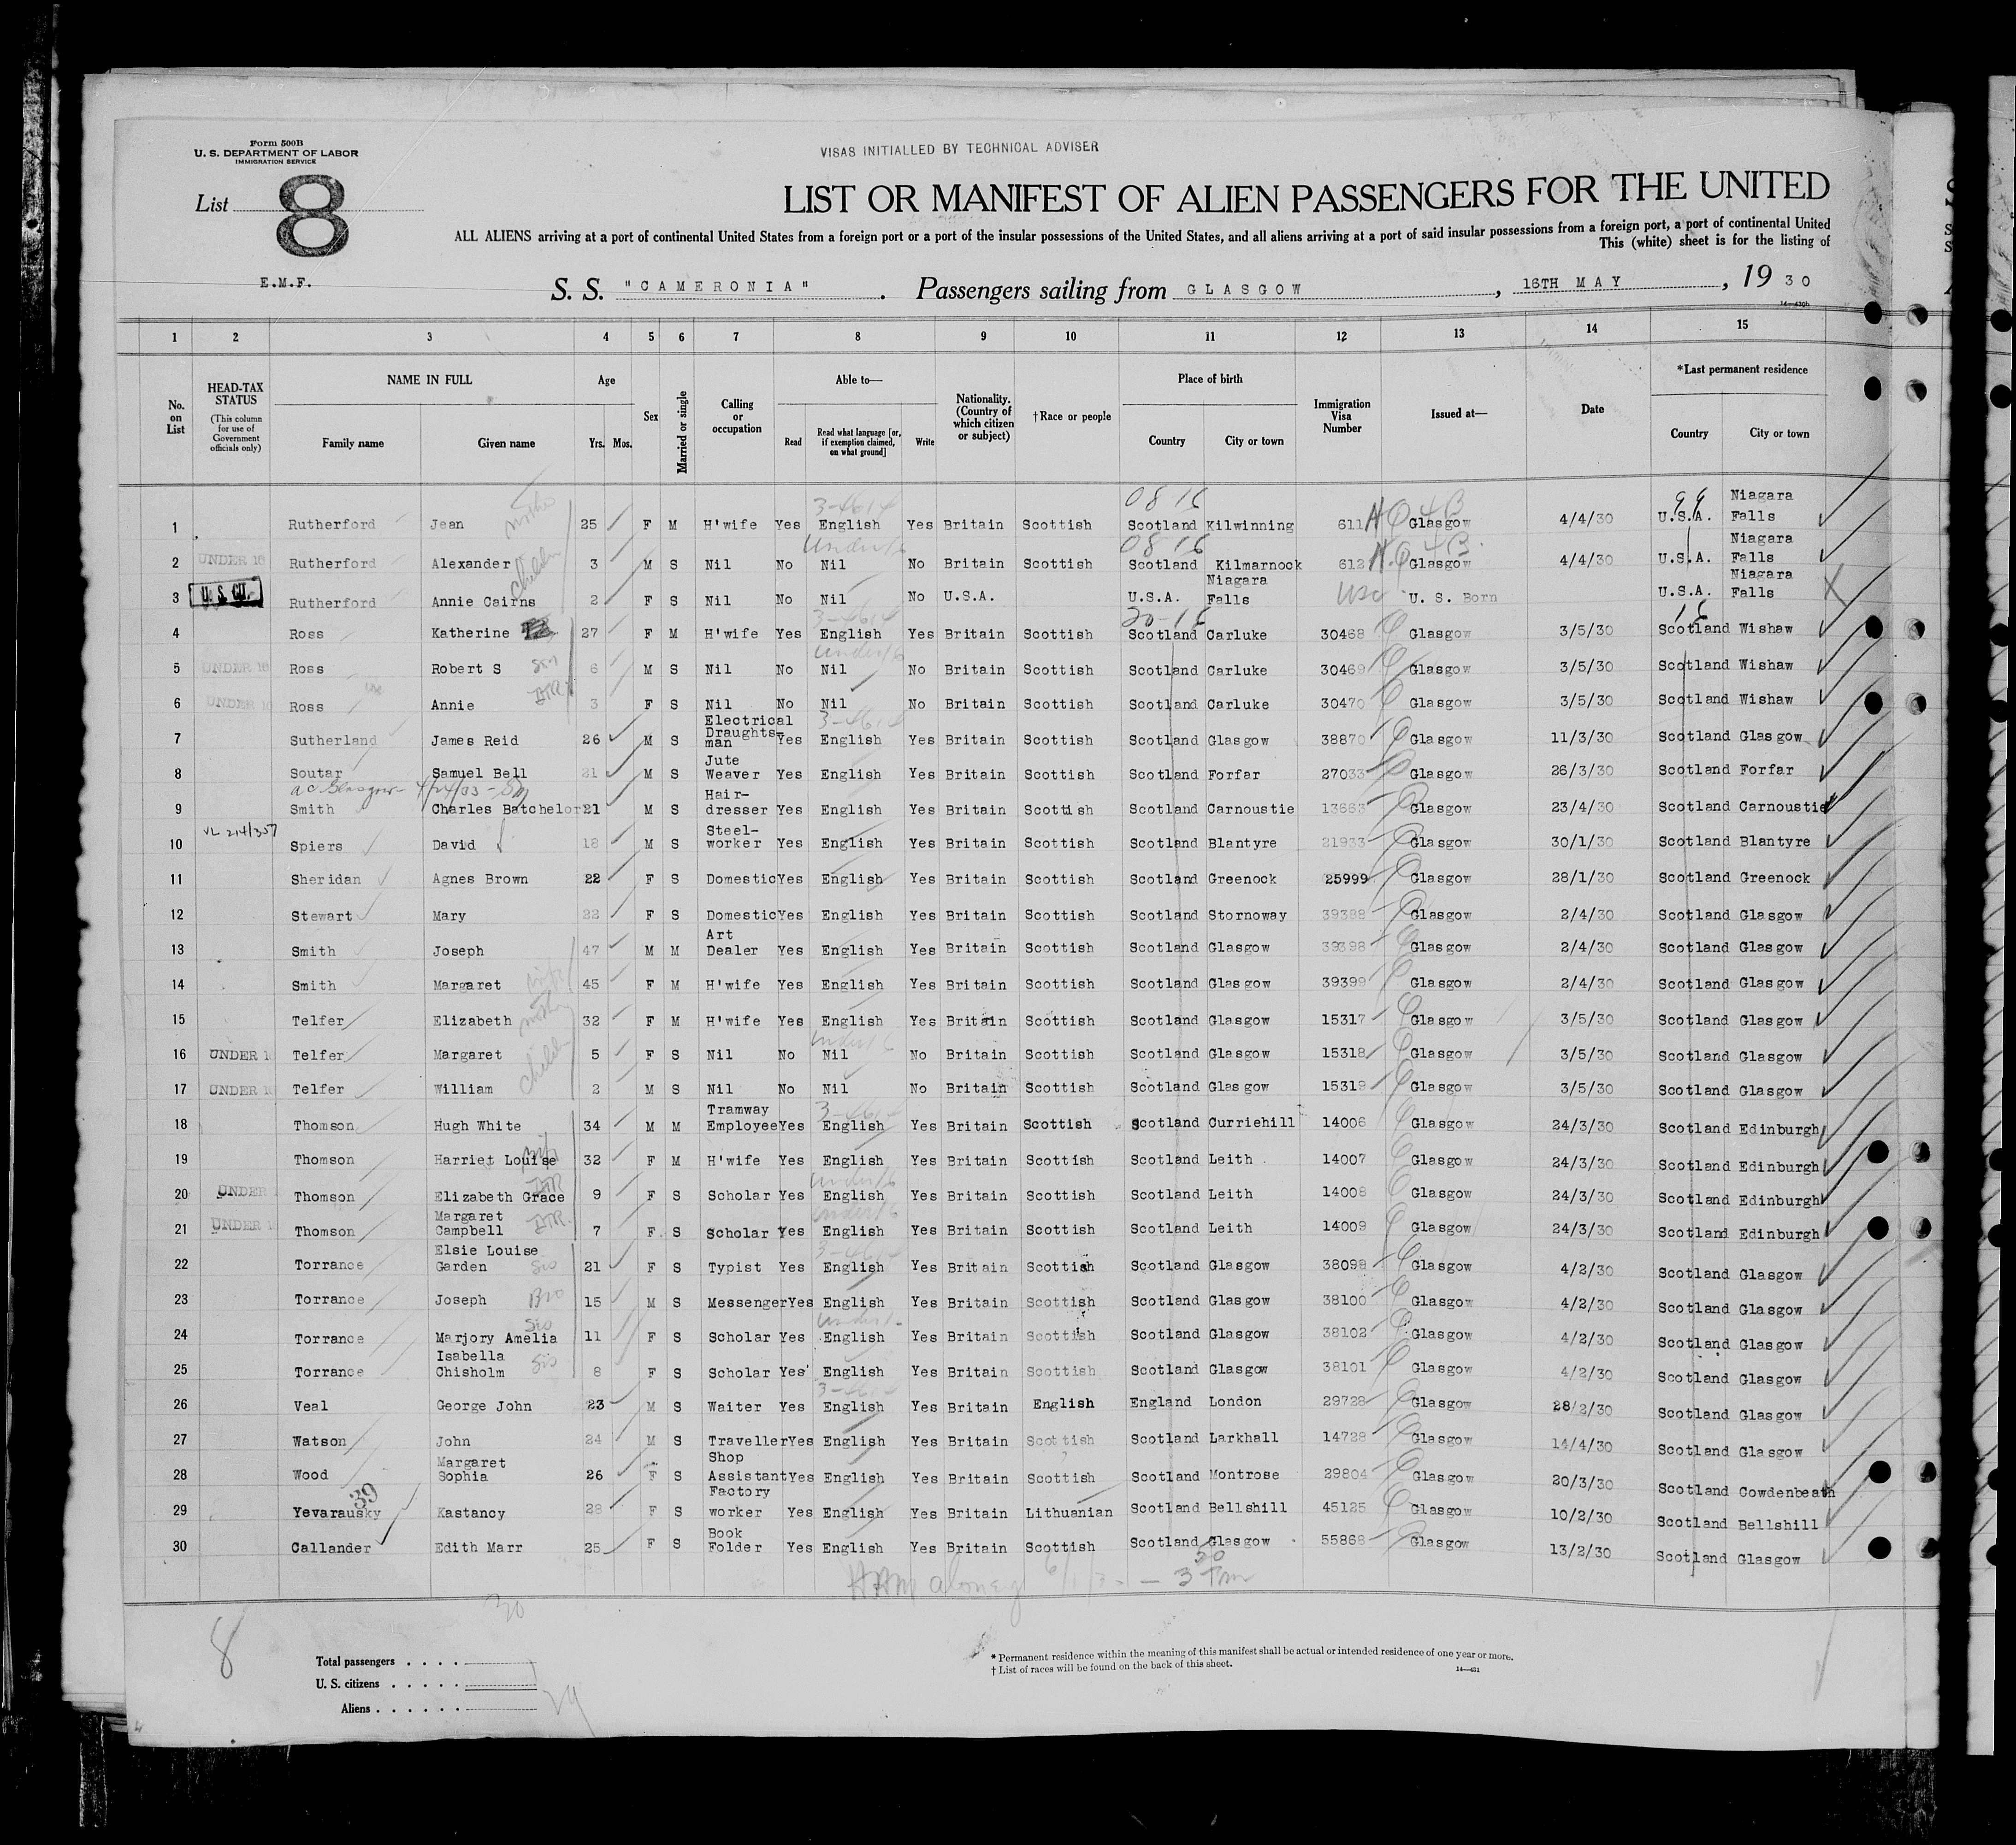 Form 500B
U. S. DEPARTMENT OF LABOR
IMMIGRATION SERVICE
VISAS INITIALLED BY TECHNICAL ADVISER
List 8
LIST OR MANIFEST OF ALIEN PASSENGERS FOR THE UNITED
ALL ALIENS arriving at a port of continental United States from a foreign port or a port of the insular possessions of the United States, and all aliens arriving at a port of said insular possessions from a foreign port, a port of continental United
This (white) sheet is for the listing of
E.M.F.
S. S. "CAMERONIA". Passengers sailing from GLASGOW, 16TH MAY, 19 30
1 2 3 4 5 6 7 8 9 10 11 12 13 14 15
No. on List
HEAD-TAX STATUS (This column for use of Government officials only)
NAME IN FULL
Family name Given name
Age
Yrs. Mos.
Sex
Married or single
Calling or occupation
Able to—
Read Read what language [or, if exemption claimed, on what ground] Write
Nationality. (Country of which citizen or subject)
†Race or people
Place of birth
Country City or town
Immigration Visa Number
Issued at—
Date
*Last permanent residence
Country City or town
1 Rutherford Jean 25 F M H'wife Yes English Yes Britain Scottish Scotland Kilwinning 611 Glasgow 4/4/30 U.S.A. Niagara Falls
2 UNDER 16 Rutherford Alexander 3 M S Nil No Nil No Britain Scottish Scotland Kilmarnock 612 Glasgow 4/4/30 U.S.A. Niagara Falls
3 Rutherford Annie Cairns 2 F S Nil No Nil No U.S.A. U.S.A. Niagara Falls USC U. S. Born U.S.A. Niagara Falls
4 Ross Katherine 27 F M H'wife Yes English Yes Britain Scottish Scotland Carluke 30468 Glasgow 3/5/30 Scotland Wishaw
5 UNDER 16 Ross Robert S son 6 M S Nil No Nil No Britain Scottish Scotland Carluke 30469 Glasgow 3/5/30 Scotland Wishaw
6 UNDER 16 Ross Annie 3 F S Nil No Nil No Britain Scottish Scotland Carluke 30470 Glasgow 3/5/30 Scotland Wishaw
7 Sutherland James Reid 26 M S Electrical Draughts-man Yes English Yes Britain Scottish Scotland Glasgow 38870 Glasgow 11/3/30 Scotland Glasgow
8 Soutar Samuel Bell 21 M S Jute Weaver Yes English Yes Britain Scottish Scotland Forfar 27033 Glasgow 26/3/30 Scotland Forfar
9 Smith Charles Batchelor 21 M S Hair-dresser Yes English Yes Britain Scottish Scotland Carnoustie 13663 Glasgow 23/4/30 Scotland Carnoustie
10 VL 214/357 Spiers David 18 M S Steel-worker Yes English Yes Britain Scottish Scotland Blantyre 21933 Glasgow 30/1/30 Scotland Blantyre
11 Sheridan Agnes Brown 22 F S Domestic Yes English Yes Britain Scottish Scotland Greenock 25999 Glasgow 28/1/30 Scotland Greenock
12 Stewart Mary 22 F S Domestic Yes English Yes Britain Scottish Scotland Stornoway 39388 Glasgow 2/4/30 Scotland Glasgow
13 Smith Joseph 47 M M Art Dealer Yes English Yes Britain Scottish Scotland Glasgow 39398 Glasgow 2/4/30 Scotland Glasgow
14 Smith Margaret 45 F M H'wife Yes English Yes Britain Scottish Scotland Glasgow 39399 Glasgow 2/4/30 Scotland Glasgow
15 Telfer Elizabeth 32 F M H'wife Yes English Yes Britain Scottish Scotland Glasgow 15317 Glasgow 3/5/30 Scotland Glasgow
16 UNDER 1 Telfer Margaret 5 F S Nil No Nil No Britain Scottish Scotland Glasgow 15318 Glasgow 3/5/30 Scotland Glasgow
17 UNDER 1 Telfer William 2 M S Nil No Nil No Britain Scottish Scotland Glasgow 15319 Glasgow 3/5/30 Scotland Glasgow
18 Thomson Hugh White 34 M M Tramway Employee Yes English Yes Britain Scottish Scotland Curriehill 14006 Glasgow 24/3/30 Scotland Edinburgh
19 Thomson Harriet Louise 32 F M H'wife Yes English Yes Britain Scottish Scotland Leith 14007 Glasgow 24/3/30 Scotland Edinburgh
20 UNDER Thomson Elizabeth Grace 9 F S Scholar Yes English Yes Britain Scottish Scotland Leith 14008 Glasgow 24/3/30 Scotland Edinburgh
21 UNDER Thomson Margaret Campbell 7 F S Scholar Yes English Yes Britain Scottish Scotland Leith 14009 Glasgow 24/3/30 Scotland Edinburgh
22 Torrance Elsie Louise Garden sis 21 F S Typist Yes English Yes Britain Scottish Scotland Glasgow 38098 Glasgow 4/2/30 Scotland Glasgow
23 Torrance Joseph Bro 15 M S Messenger Yes English Yes Britain Scottish Scotland Glasgow 38100 Glasgow 4/2/30 Scotland Glasgow
24 Torrance Marjory Amelia sis 11 F S Scholar Yes English Yes Britain Scottish Scotland Glasgow 38102 Glasgow 4/2/30 Scotland Glasgow
25 Torrance Isabella Chisholm sis 8 F S Scholar Yes English Yes Britain Scottish Scotland Glasgow 38101 Glasgow 4/2/30 Scotland Glasgow
26 Veal George John 23 M S Waiter Yes English Yes Britain English England London 29728 Glasgow 28/2/30 Scotland Glasgow
27 Watson John 24 M S Traveller Yes English Yes Britain Scottish Scotland Larkhall 14728 Glasgow 14/4/30 Scotland Glasgow
28 Wood Margaret Sophia 26 F S Shop Assistant Yes English Yes Britain Scottish Scotland Montrose 29804 Glasgow 20/3/30 Scotland Cowdenbeath
29 Yevarausky 39 Kastancy 28 F S Factory worker Yes English Yes Britain Lithuanian Scotland Bellshill 45125 Glasgow 10/2/30 Scotland Bellshill
30 Callander Edith Marr 25 F S Book Folder Yes English Yes Britain Scottish Scotland Glasgow 55868 Glasgow 13/2/30 Scotland Glasgow
30
8
Total passengers
U. S. citizens 1
Aliens 29
* Permanent residence within the meaning of this manifest shall be actual or intended residence of one year or more.
† List of races will be found on the back of this sheet.
14—431